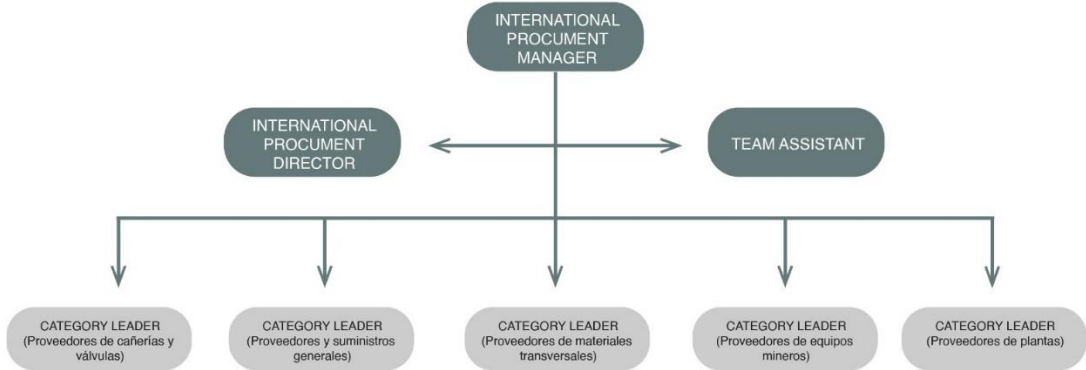 INTERNATIONAL
PROCUMENT
MANAGER
INTERNATIONAL
PROCUMENT
DIRECTOR
TEAM ASSISTANT
CATEGORY LEADER
(Proveedores de cañerías y
válvulas)
CATEGORY LEADER
(Proveedores y suministros
generales)
CATEGORY LEADER
(Proveedores de materiales
transversales)
CATEGORY LEADER
(Proveedores de equipos
mineros)
CATEGORY LEADER
(Proveedores de plantas)